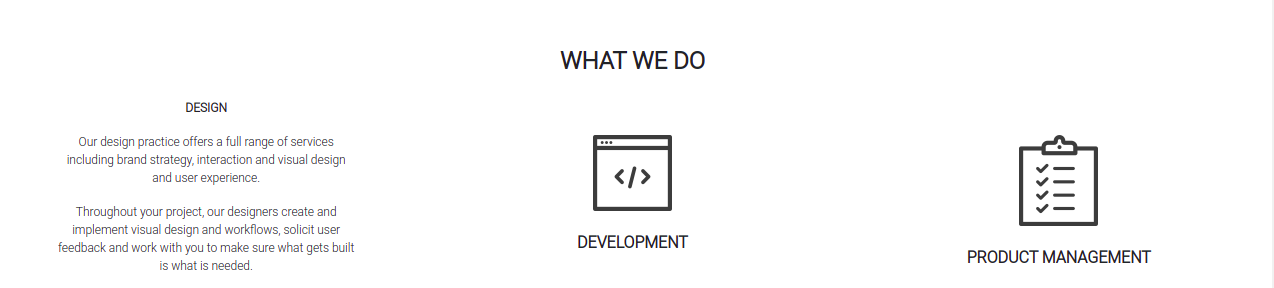 WHAT WE DO
DESIGN
Our design practice offers a full range of services
including brand strategy, interaction and visual design
and user experience.
Throughout your project, our designers create and
implement visual design and workflows, solicit user
feedback and work with you to make sure what gets built
is what is needed.
</>
DEVELOPMENT
PRODUCT MANAGEMENT